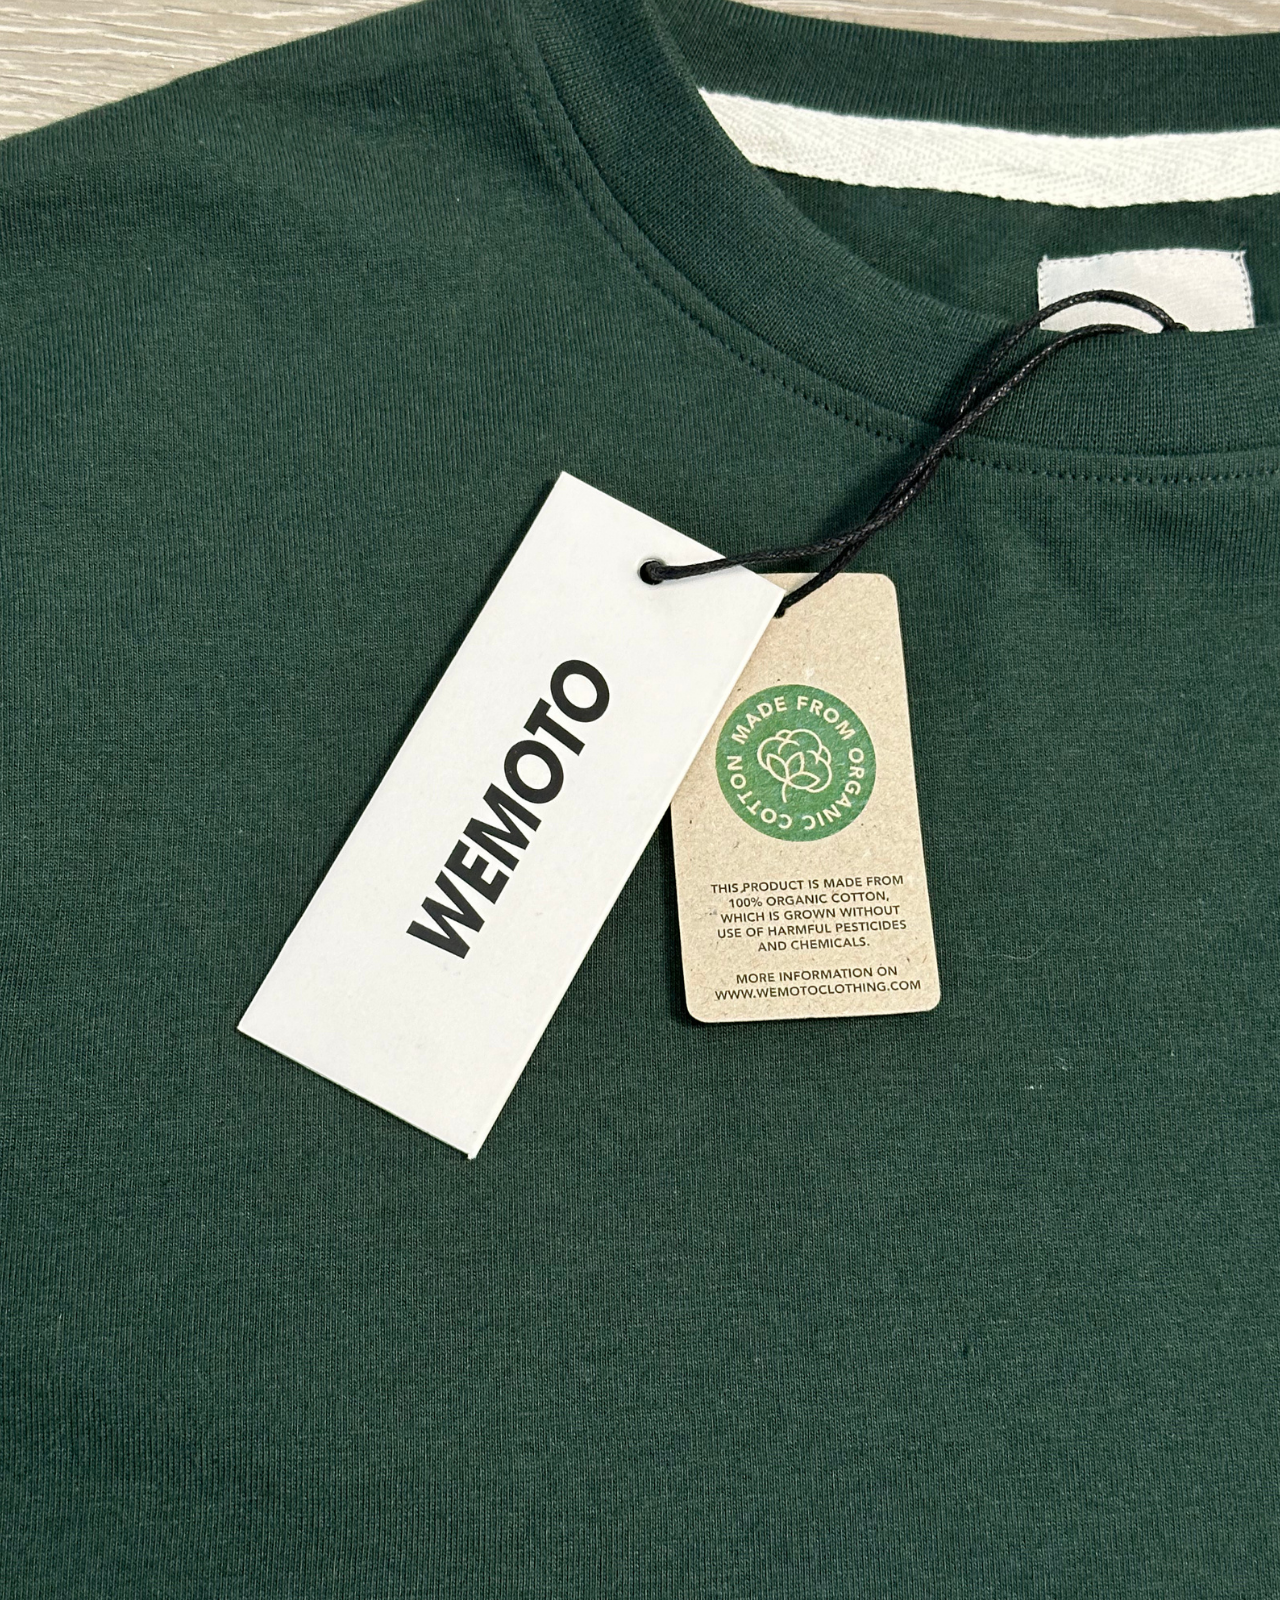 WEMOTO
MADE FROM ORGANIC COTTON
THIS PRODUCT IS MADE FROM
100% ORGANIC COTTON,
WHICH IS GROWN WITHOUT
USE OF HARMFUL PESTICIDES
AND CHEMICALS.
MORE INFORMATION ON
WWW.WEMOTOCLOTHING.COM